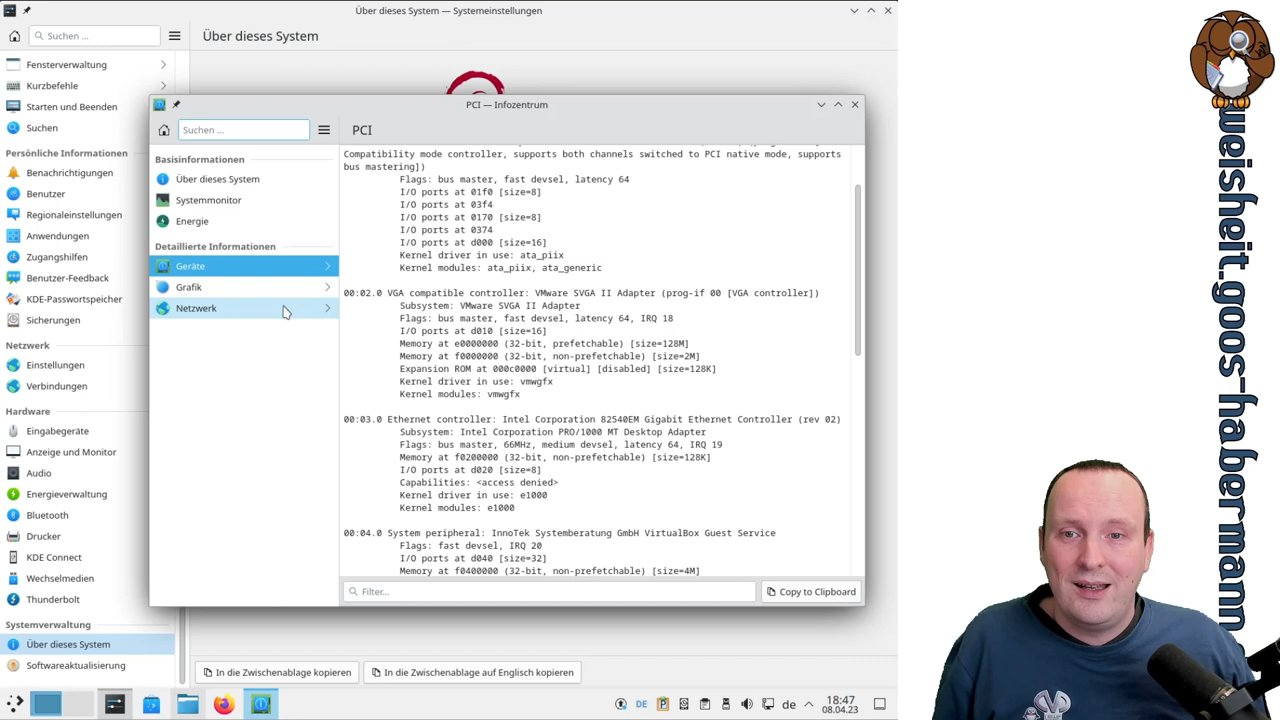 Über dieses System — Systemeinstellungen
Suchen ...
Über dieses System
Fensterverwaltung
Kurzbefehle
Starten und Beenden
Suchen
Persönliche Informationen
Benachrichtigungen
Benutzer
Regionaleinstellungen
Anwendungen
Zugangshilfen
Benutzer-Feedback
KDE-Passwortspeicher
Sicherungen
Netzwerk
Einstellungen
Verbindungen
Hardware
Eingabegeräte
Anzeige und Monitor
Audio
Energieverwaltung
Bluetooth
Drucker
KDE Connect
Wechselmedien
Thunderbolt
Systemverwaltung
Über dieses System
Softwareaktualisierung
PCI — Infozentrum
Suchen ...
PCI
Basisinformationen
Über dieses System
Systemmonitor
Energie
Detaillierte Informationen
Geräte
Grafik
Netzwerk
Compatibility mode controller, supports both channels switched to PCI native mode, supports
bus mastering])
Flags: bus master, fast devsel, latency 64
I/O ports at 01f0 [size=8]
I/O ports at 03f4
I/O ports at 0170 [size=8]
I/O ports at 0374
I/O ports at d000 [size=16]
Kernel driver in use: ata_piix
Kernel modules: ata_piix, ata_generic
00:02.0 VGA compatible controller: VMware SVGA II Adapter (prog-if 00 [VGA controller])
Subsystem: VMware SVGA II Adapter
Flags: bus master, fast devsel, latency 64, IRQ 18
I/O ports at d010 [size=16]
Memory at e0000000 (32-bit, prefetchable) [size=128M]
Memory at f0000000 (32-bit, non-prefetchable) [size=2M]
Expansion ROM at 000c0000 [virtual] [disabled] [size=128K]
Kernel driver in use: vmwgfx
Kernel modules: vmwgfx
00:03.0 Ethernet controller: Intel Corporation 82540EM Gigabit Ethernet Controller (rev 02)
Subsystem: Intel Corporation PRO/1000 MT Desktop Adapter
Flags: bus master, 66MHz, medium devsel, latency 64, IRQ 19
Memory at f0200000 (32-bit, non-prefetchable) [size=128K]
I/O ports at d020 [size=8]
Capabilities: <access denied>
Kernel driver in use: e1000
Kernel modules: e1000
00:04.0 System peripheral: InnoTek Systemberatung GmbH VirtualBox Guest Service
Flags: fast devsel, IRQ 20
I/O ports at d040 [size=32]
Memory at f0400000 (32-bit, non-prefetchable) [size=4M]
Filter...
Copy to Clipboard
In die Zwischenablage kopieren
In die Zwischenablage auf Englisch kopieren
DE
de
18:47
08.04.23
weisheit.goos-habermann.